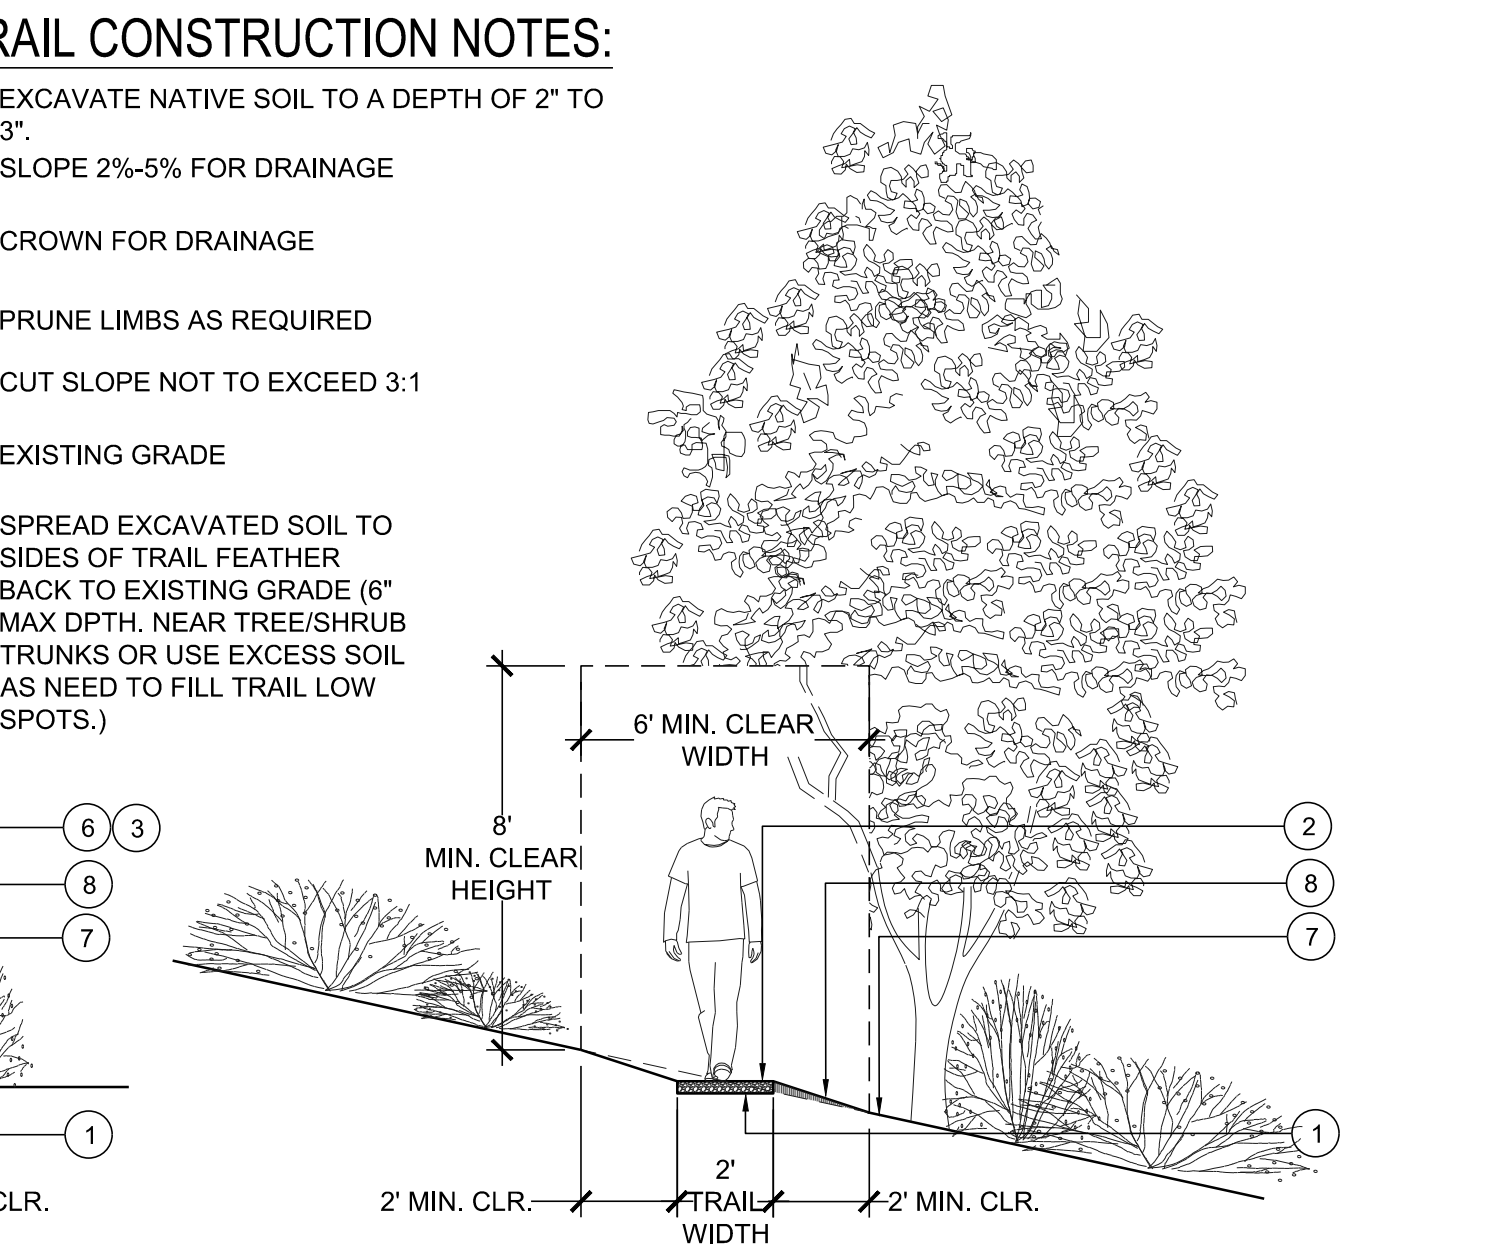 RAIL CONSTRUCTION NOTES:
EXCAVATE NATIVE SOIL TO A DEPTH OF 2" TO
3".
SLOPE 2%-5% FOR DRAINAGE
CROWN FOR DRAINAGE
PRUNE LIMBS AS REQUIRED
CUT SLOPE NOT TO EXCEED 3:1
EXISTING GRADE
SPREAD EXCAVATED SOIL TO
SIDES OF TRAIL FEATHER
BACK TO EXISTING GRADE (6"
MAX DPTH. NEAR TREE/SHRUB
TRUNKS OR USE EXCESS SOIL
AS NEED TO FILL TRAIL LOW
SPOTS.)
6' MIN. CLEAR
WIDTH
8'
MIN. CLEAR
HEIGHT
6 3
8
7
1
2
8
7
1
CLR.
2' MIN. CLR.
2'
TRAIL
WIDTH
2' MIN. CLR.